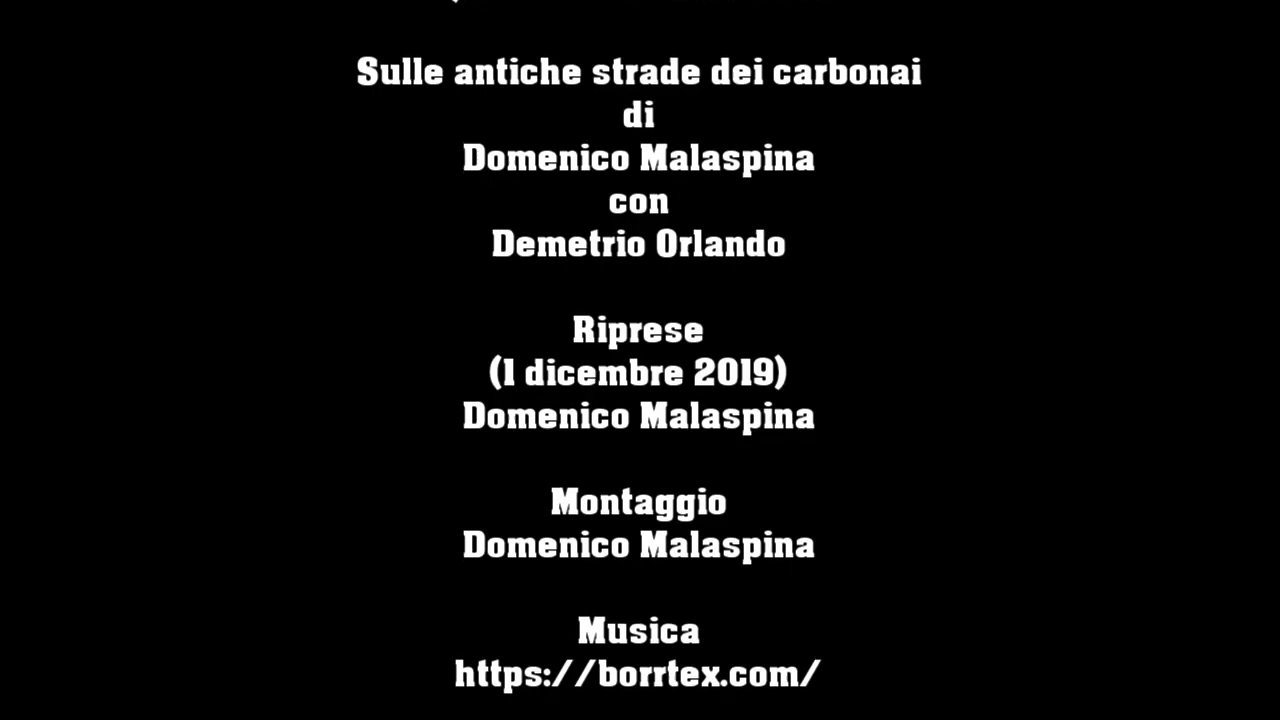 Sulle antiche strade dei carbonai
di
Domenico Malaspina
con
Demetrio Orlando
Riprese
(1 dicembre 2019)
Domenico Malaspina
Montaggio
Domenico Malaspina
Musica
https://borrtex.com/